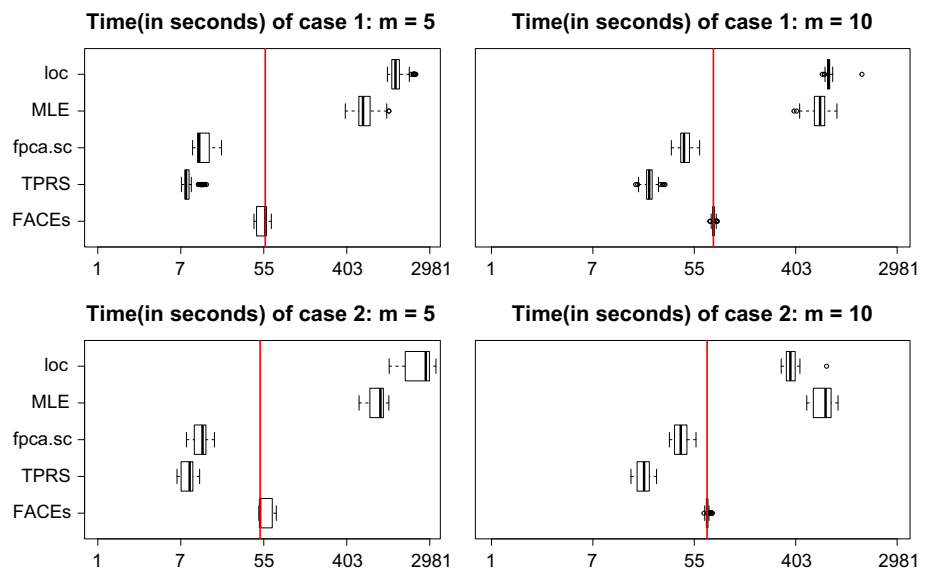 Time(in seconds) of case 1: m = 5
Time(in seconds) of case 1: m = 10
loc
MLE
fpca.sc
TPRS
FACEs
1 7 55 403 2981
1 7 55 403 2981
Time(in seconds) of case 2: m = 5
Time(in seconds) of case 2: m = 10
loc
MLE
fpca.sc
TPRS
FACEs
1 7 55 403 2981
1 7 55 403 2981